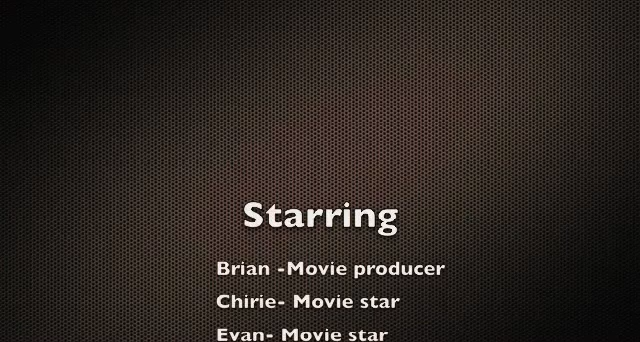 Starring
Brian -Movie producer
Chirie- Movie star
Evan- Movie star